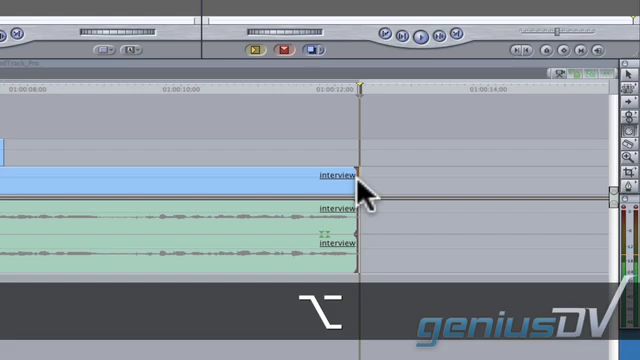 dTrack_Pro
01:00:08;00
01:00:10;00
01:00:12;00
01:00:14;00
interview
interview
interview
⌥
geniusDV